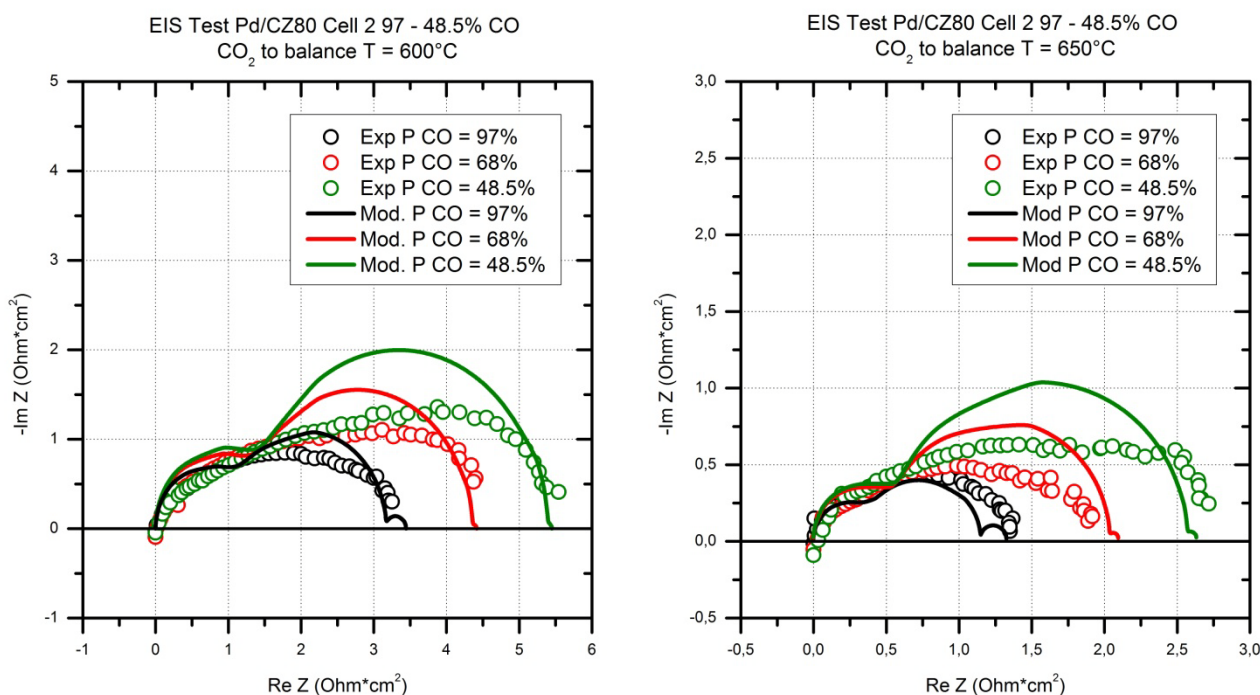 EIS Test Pd/CZ80 Cell 2 97 - 48.5% CO
CO₂ to balance T = 600°C
5
4
3
2
1
0
-1
-Im Z (Ohm*cm²)
Exp P CO = 97%
Exp P CO = 68%
Exp P CO = 48.5%
Mod. P CO = 97%
Mod. P CO = 68%
Mod. P CO = 48.5%
-1 0 1 2 3 4 5 6
Re Z (Ohm*cm²)
EIS Test Pd/CZ80 Cell 2 97 - 48.5% CO
CO₂ to balance T = 650°C
3,0
2,5
2,0
1,5
1,0
0,5
0,0
-0,5
-Im Z (Ohm*cm²)
Exp P CO = 97%
Exp P CO = 68%
Exp P CO = 48.5%
Mod P CO = 97%
Mod P CO = 68%
Mod P CO = 48.5%
-0,5 0,0 0,5 1,0 1,5 2,0 2,5 3,0
Re Z (Ohm*cm²)